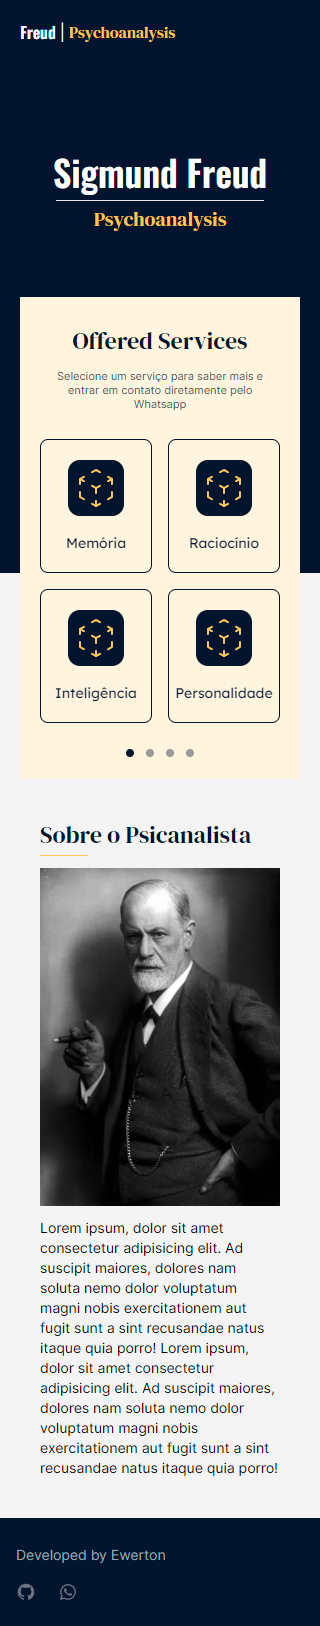 Freud | Psychoanalysis
Sigmund Freud
Psychoanalysis
Offered Services
Selecione um serviço para saber mais e
entrar em contato diretamente pelo
Whatsapp
Memória
Raciocínio
Inteligência
Personalidade
Sobre o Psicanalista
Lorem ipsum, dolor sit amet
consectetur adipisicing elit. Ad
suscipit maiores, dolores nam
soluta nemo dolor voluptatum
magni nobis exercitationem aut
fugit sunt a sint recusandae natus
itaque quia porro! Lorem ipsum,
dolor sit amet consectetur
adipisicing elit. Ad suscipit maiores,
dolores nam soluta nemo dolor
voluptatum magni nobis
exercitationem aut fugit sunt a sint
recusandae natus itaque quia porro!
Developed by Ewerton